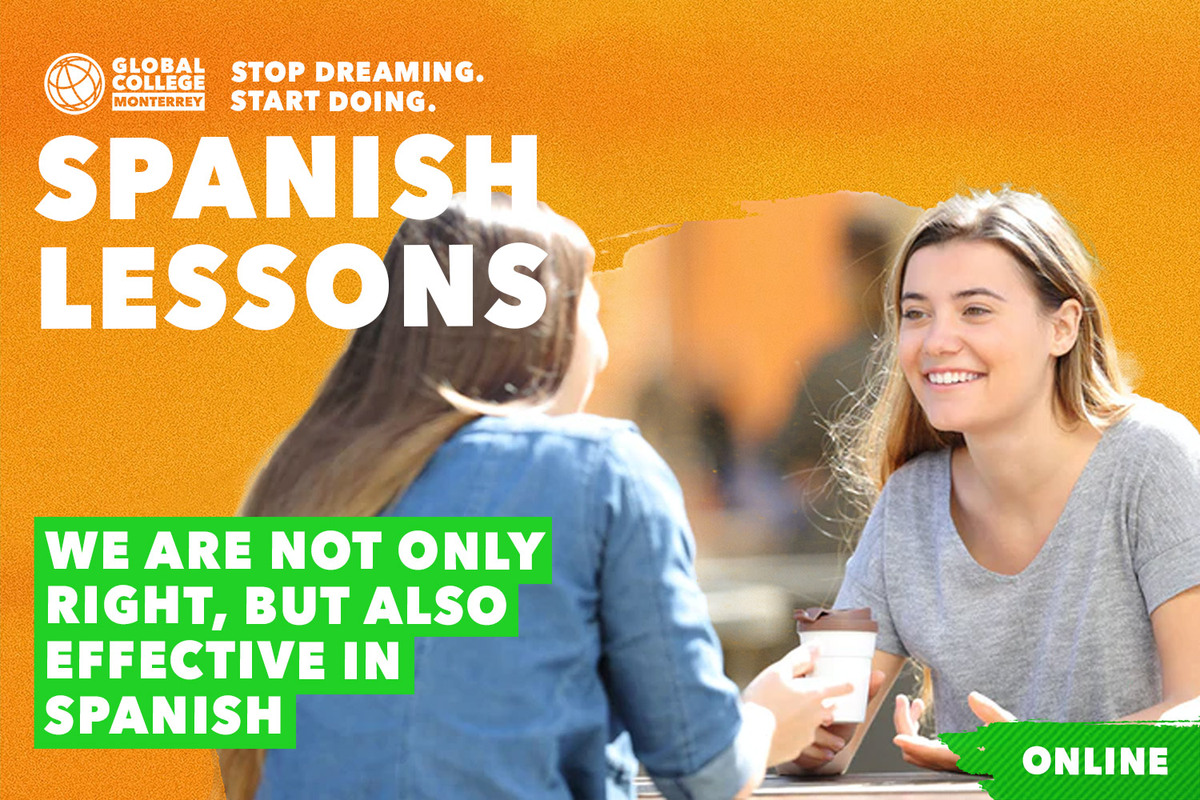 GLOBAL
COLLEGE
MONTERREY
STOP DREAMING.
START DOING.
SPANISH
LESSONS
WE ARE NOT ONLY
RIGHT, BUT ALSO
EFFECTIVE IN
SPANISH
ONLINE